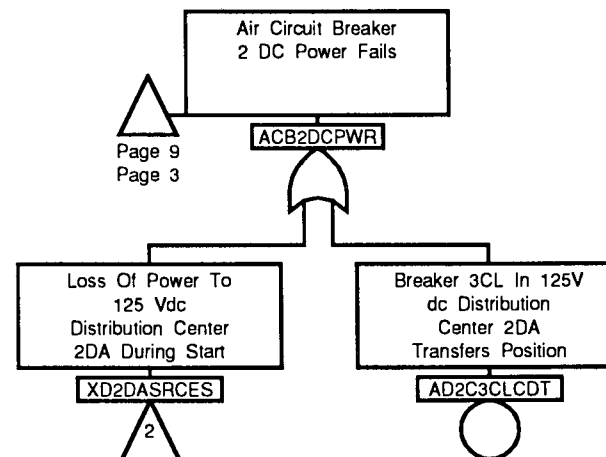 Air Circuit Breaker
2 DC Power Fails
Page 9
Page 3
ACB2DCPWR
Loss Of Power To
125 Vdc
Distribution Center
2DA During Start
XD2DASRCES
2
Breaker 3CL In 125V
dc Distribution
Center 2DA
Transfers Position
AD2C3CLCDT